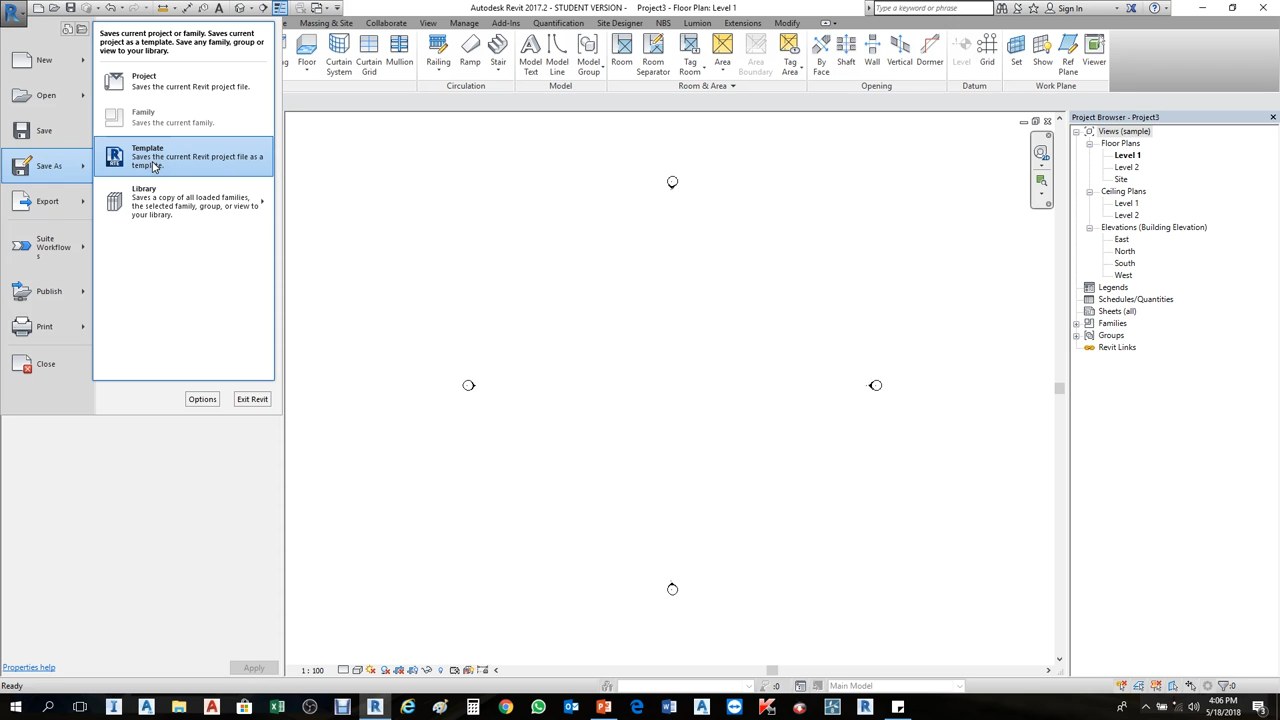 Autodesk Revit 2017.2 - STUDENT VERSION - Project3 - Floor Plan: Level 1
Type a keyword or phrase
Sign In
Massing & Site Collaborate View Manage Add-Ins Quantification Site Designer NBS Lumion Extensions Modify
Saves current project or family. Saves current
project as a template. Save any family, group or
view to your library.
New
Open
Save
Save As
Export
Suite
Workflow
s
Publish
Print
Close
Project
Saves the current Revit project file.
Family
Saves the current family.
Template
Saves the current Revit project file as a
template.
Library
Saves a copy of all loaded families,
the selected family, group, or view to
your library.
Options
Exit Revit
Floor
Curtain
System
Curtain
Grid
Mullion
Railing
Ramp
Stair
Model
Text
Model
Line
Model
Group
Room
Room
Separator
Tag
Room
Area
Area
Boundary
Tag
Area
By
Face
Shaft
Wall
Vertical
Dormer
Level
Grid
Set
Show
Ref
Plane
Viewer
Circulation
Model
Room & Area
Opening
Datum
Work Plane
Project Browser - Project3
Views (sample)
Floor Plans
Level 1
Level 2
Site
Ceiling Plans
Level 1
Level 2
Elevations (Building Elevation)
East
North
South
West
Legends
Schedules/Quantities
Sheets (all)
Families
Groups
Revit Links
Properties help
Apply
1 : 100
Ready
:0
Main Model
:0
4:06 PM
5/18/2018